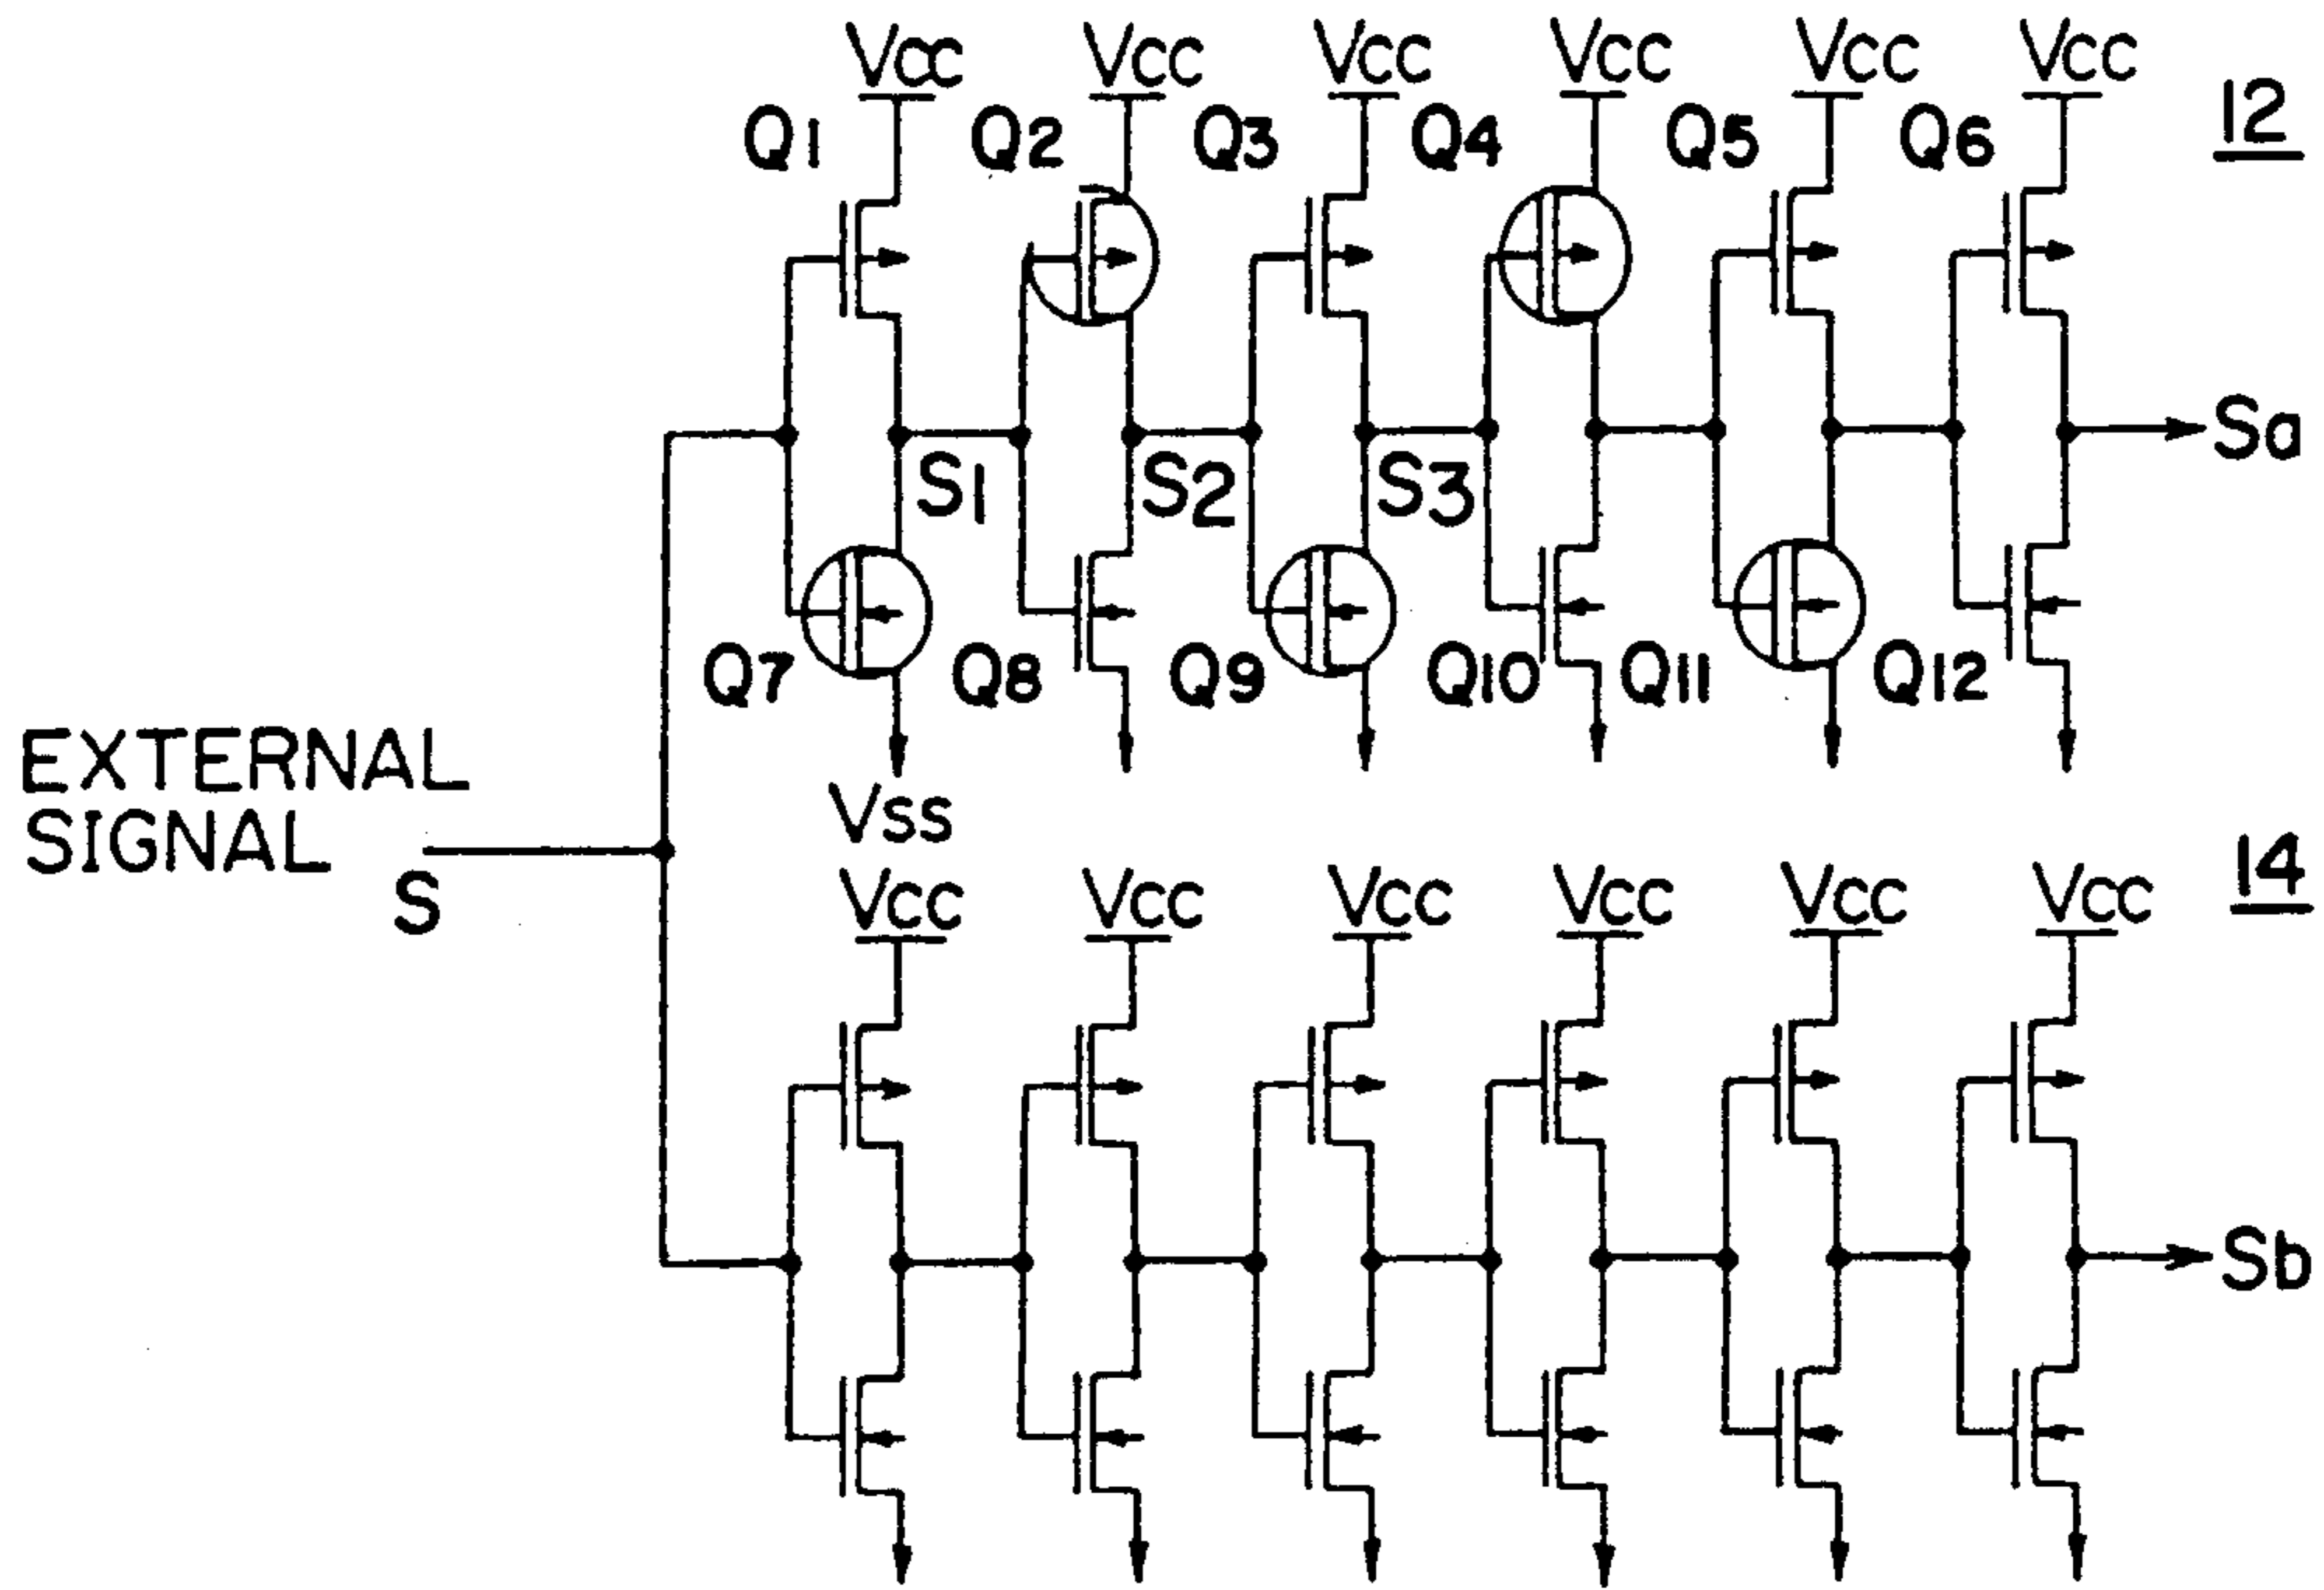 Vcc Vcc Vcc Vcc Vcc Vcc
Q1 Q2 Q3 Q4 Q5 Q6 12
S1 S2 S3 Sa
Q7 Q8 Q9 Q10 Q11 Q12
EXTERNAL
SIGNAL
S
Vss
Vcc Vcc Vcc Vcc Vcc Vcc 14
Sb